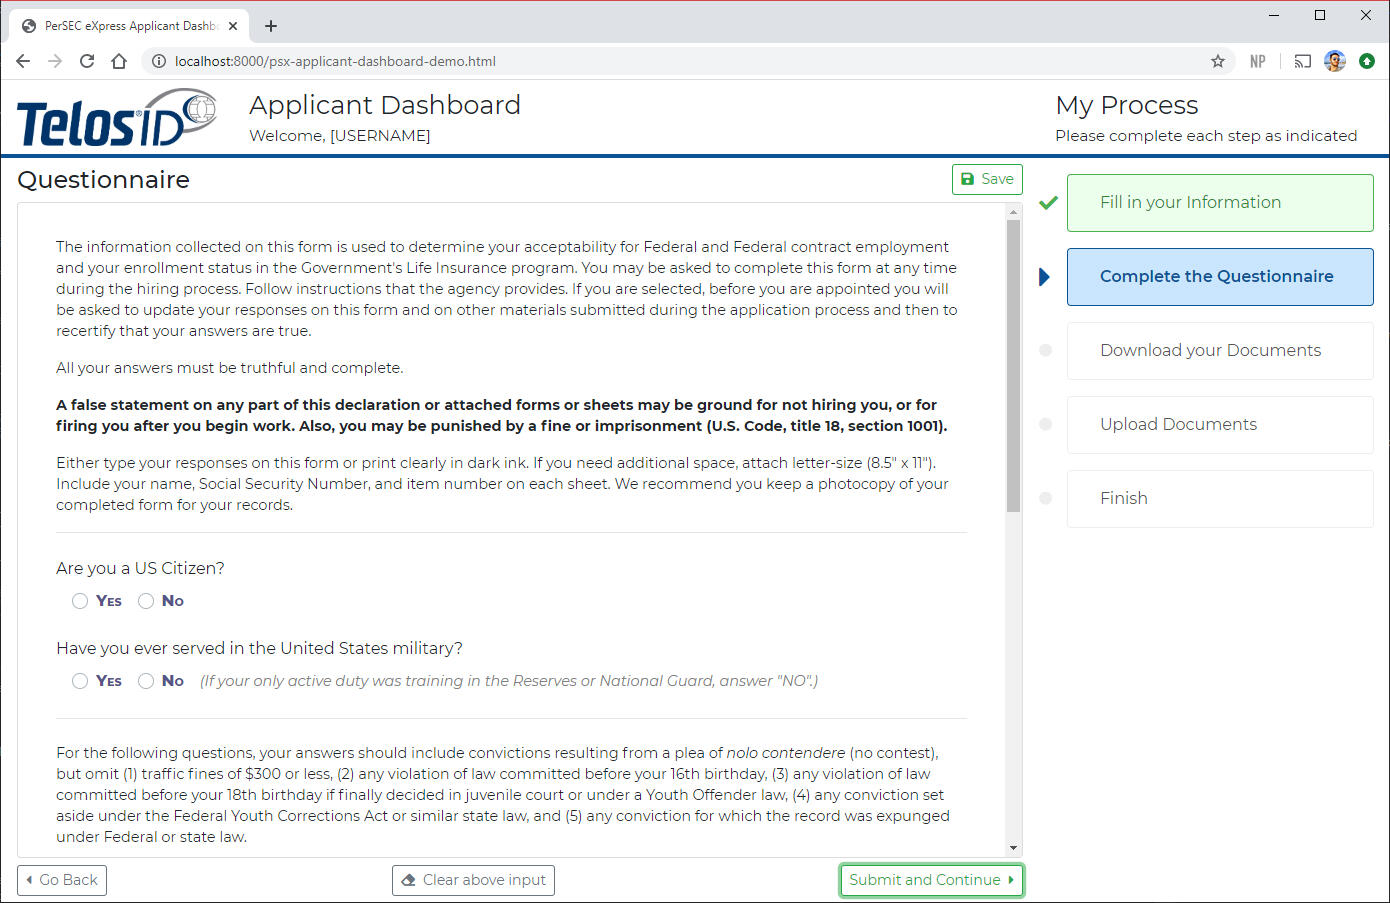 PerSEC eXpress Applicant Dashb
localhost:8000/psx-applicant-dashboard-demo.html
NP
Telos® ID
Applicant Dashboard
Welcome, [USERNAME]
My Process
Please complete each step as indicated
Questionnaire
Save
The information collected on this form is used to determine your acceptability for Federal and Federal contract employment
and your enrollment status in the Government's Life Insurance program. You may be asked to complete this form at any time
during the hiring process. Follow instructions that the agency provides. If you are selected, before you are appointed you will
be asked to update your responses on this form and on other materials submitted during the application process and then to
recertify that your answers are true.
All your answers must be truthful and complete.
A false statement on any part of this declaration or attached forms or sheets may be ground for not hiring you, or for
firing you after you begin work. Also, you may be punished by a fine or imprisonment (U.S. Code, title 18, section 1001).
Either type your responses on this form or print clearly in dark ink. If you need additional space, attach letter-size (8.5" x 11").
Include your name, Social Security Number, and item number on each sheet. We recommend you keep a photocopy of your
completed form for your records.
Are you a US Citizen?
Yes No
Have you ever served in the United States military?
Yes No (If your only active duty was training in the Reserves or National Guard, answer "NO".)
For the following questions, your answers should include convictions resulting from a plea of nolo contendere (no contest),
but omit (1) traffic fines of $300 or less, (2) any violation of law committed before your 16th birthday, (3) any violation of law
committed before your 18th birthday if finally decided in juvenile court or under a Youth Offender law, (4) any conviction set
aside under the Federal Youth Corrections Act or similar state law, and (5) any conviction for which the record was expunged
under Federal or state law.
Go Back
Clear above input
Submit and Continue
Fill in your Information
Complete the Questionnaire
Download your Documents
Upload Documents
Finish